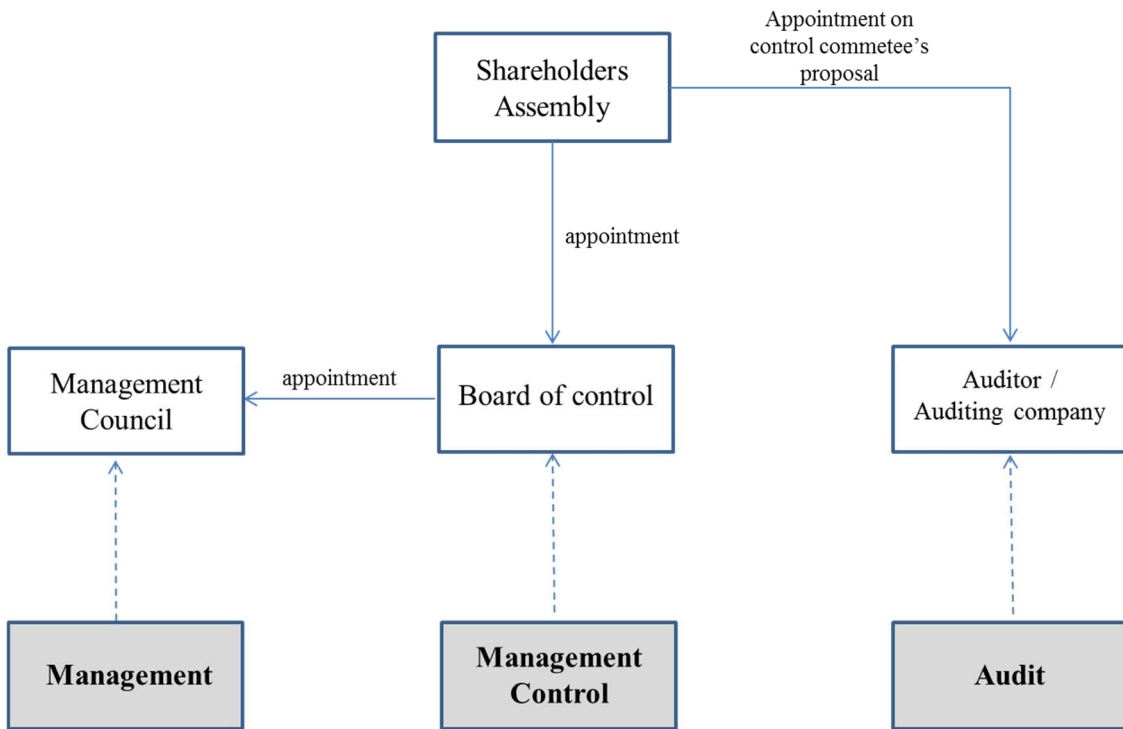 Appointment on
control commetee's
proposal
Shareholders
Assembly
appointment
Management
Council
appointment
Board of control
Auditor /
Auditing company
Management
Management
Control
Audit